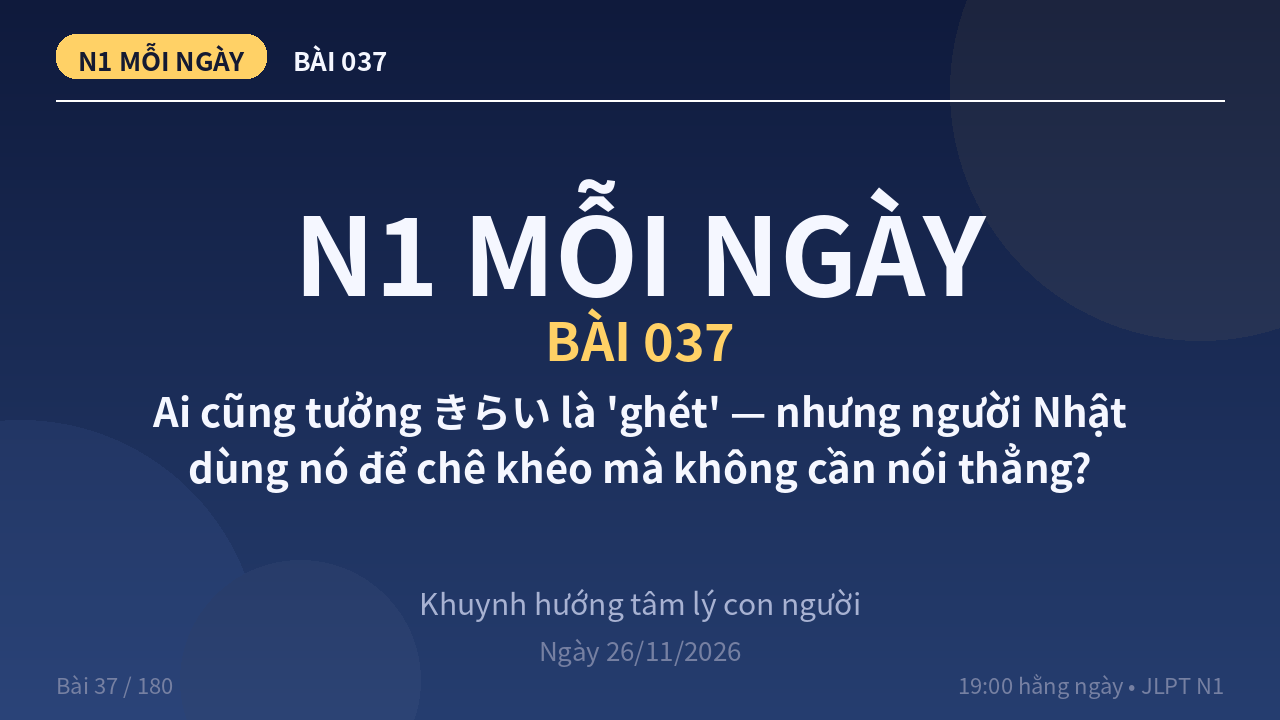 N1 MỖI NGÀY
BÀI 037
N1 MỖI NGÀY
BÀI 037
Ai cũng tưởng きらい là 'ghét' — nhưng người Nhật
dùng nó để chê khéo mà không cần nói thẳng?
Khuynh hướng tâm lý con người
Ngày 26/11/2026
Bài 37 / 180
19:00 hằng ngày • JLPT N1